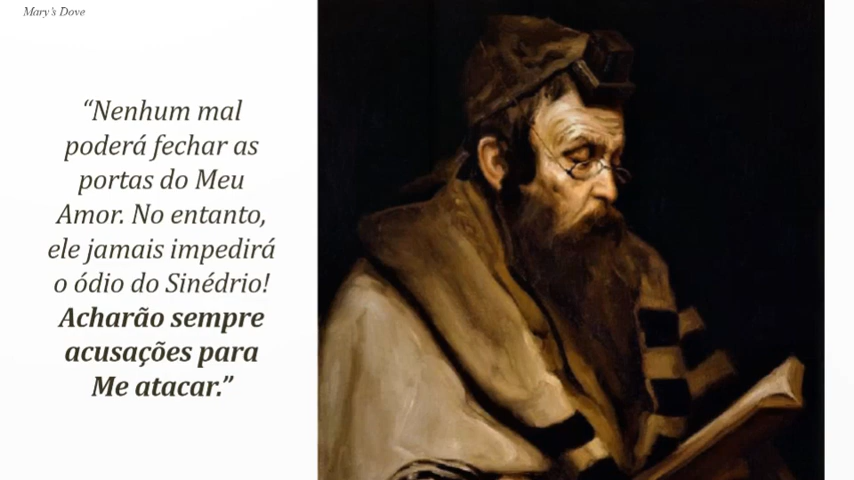 Mary's Dove
“Nenhum mal
poderá fechar as
portas do Meu
Amor. No entanto,
ele jamais impedirá
o ódio do Sinédrio!
Acharão sempre
acusações para
Me atacar.”